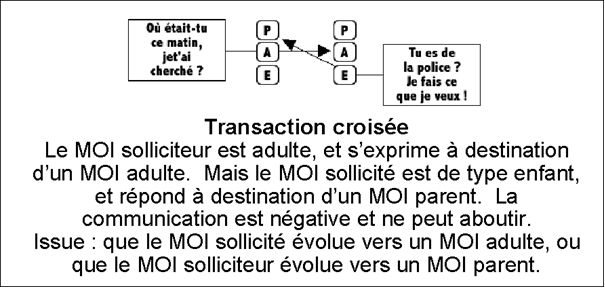 Où était-tu
ce matin,
jet'ai
cherché ?
P
A
E
P
A
E
Tu es de
la police ?
Je fais ce
que je veux !
Transaction croisée
Le MOI solliciteur est adulte, et s'exprime à destination
d'un MOI adulte. Mais le MOI sollicité est de type enfant,
et répond à destination d'un MOI parent. La
communication est négative et ne peut aboutir.
Issue : que le MOI sollicité évolue vers un MOI adulte, ou
que le MOI solliciteur évolue vers un MOI parent.